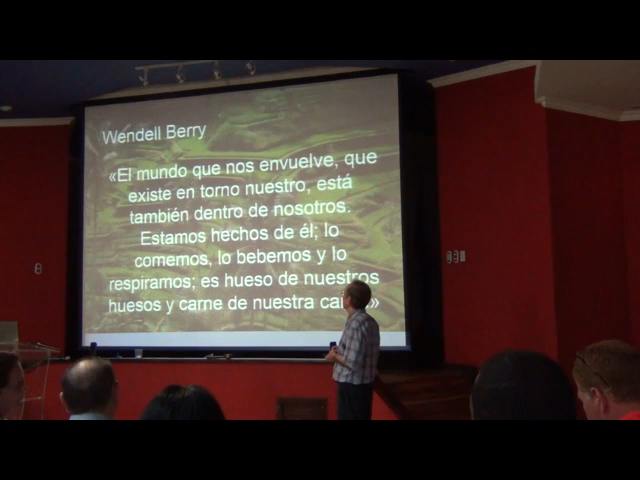 Wendell Berry
«El mundo que nos envuelve, que
existe en torno nuestro, está
también dentro de nosotros.
Estamos hechos de él; lo
comemos, lo bebemos y lo
respiramos; es hueso de nuestros
huesos y carne de nuestra